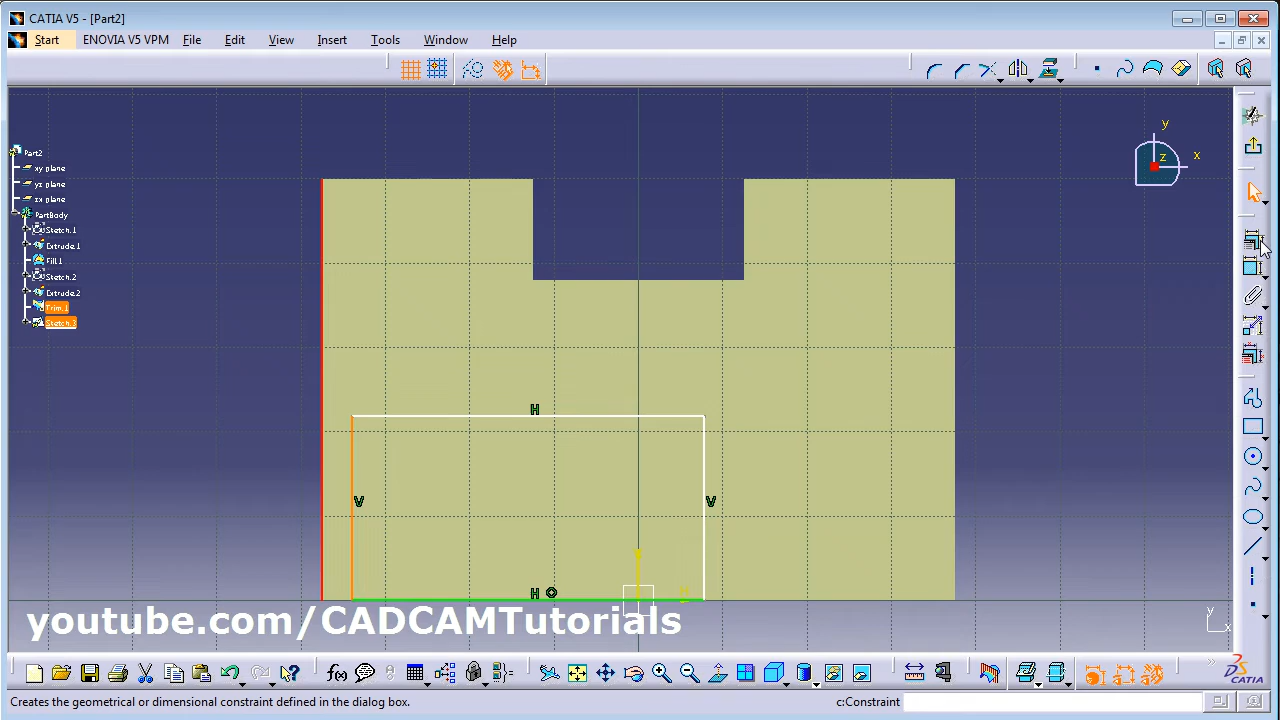 CATIA V5 - [Part2]
Start ENOVIA V5 VPM File Edit View Insert Tools Window Help
y
z x
Part2
xy plane
yz plane
zx plane
PartBody
Sketch.1
Extrude.1
Fill.1
Sketch.2
Extrude.2
Trim.1
Sketch.3
H
V V
H
youtube.com/CADCAMTutorials
y
x
f(x)
CATIA
Creates the geometrical or dimensional constraint defined in the dialog box. c:Constraint